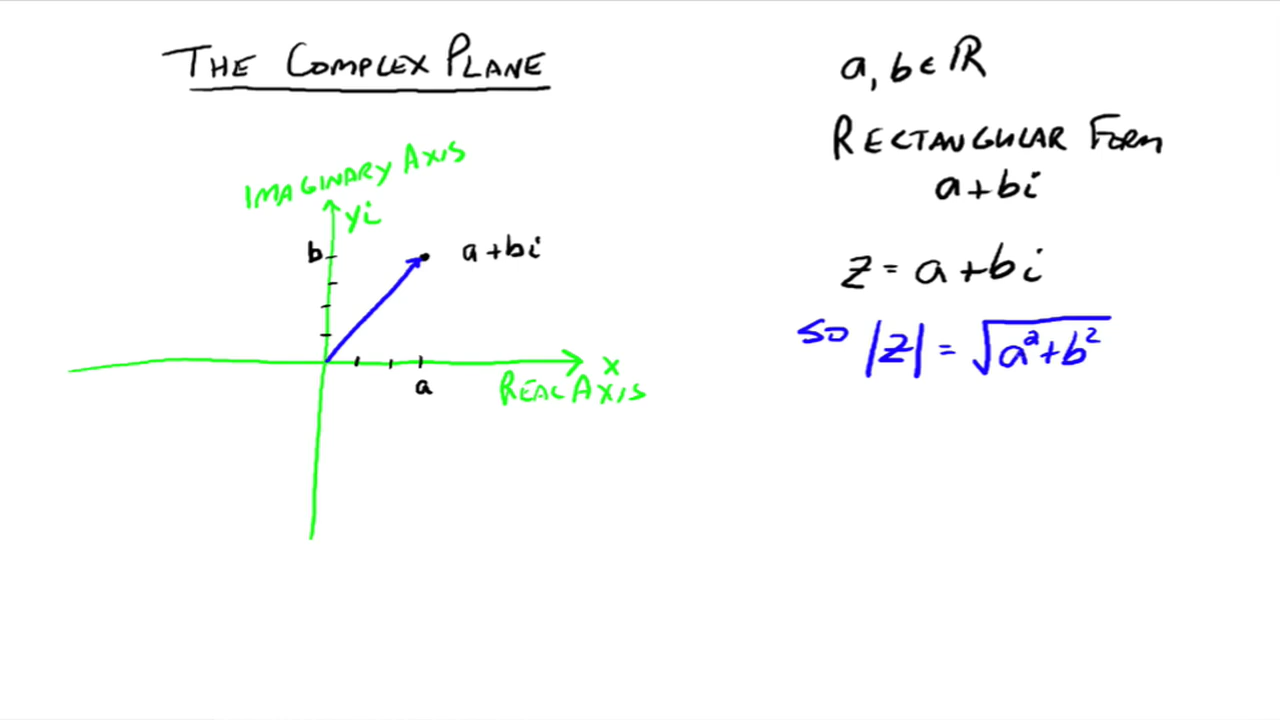 THE COMPLEX PLANE
IMAGINARY AXIS
yi
b
a+bi
x
a
REAL AXIS
a, b ∈ ℝ
RECTANGULAR FORM
a+bi
z = a+bi
so |z| = √(a²+b²)